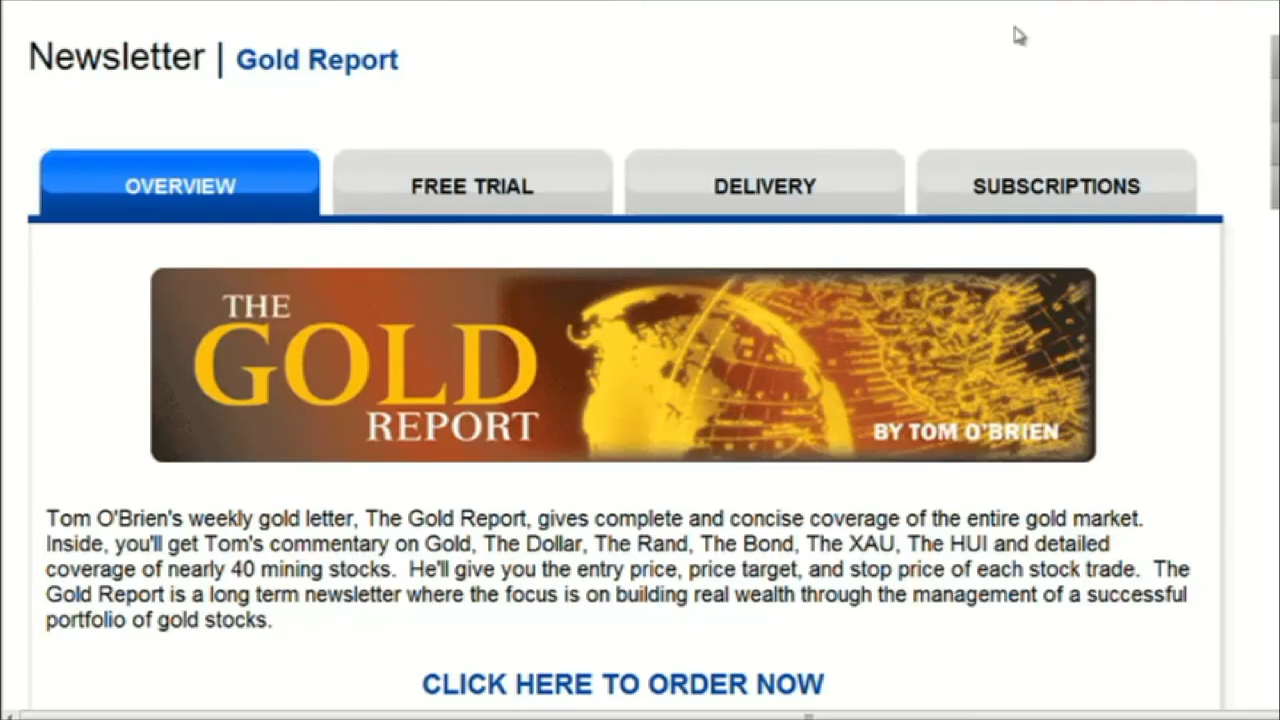 Newsletter | Gold Report
OVERVIEW
FREE TRIAL
DELIVERY
SUBSCRIPTIONS
THE
GOLD
REPORT
BY TOM O'BRIEN
Tom O'Brien's weekly gold letter, The Gold Report, gives complete and concise coverage of the entire gold market.
Inside, you'll get Tom's commentary on Gold, The Dollar, The Rand, The Bond, The XAU, The HUI and detailed
coverage of nearly 40 mining stocks.  He'll give you the entry price, price target, and stop price of each stock trade.  The
Gold Report is a long term newsletter where the focus is on building real wealth through the management of a successful
portfolio of gold stocks.
CLICK HERE TO ORDER NOW